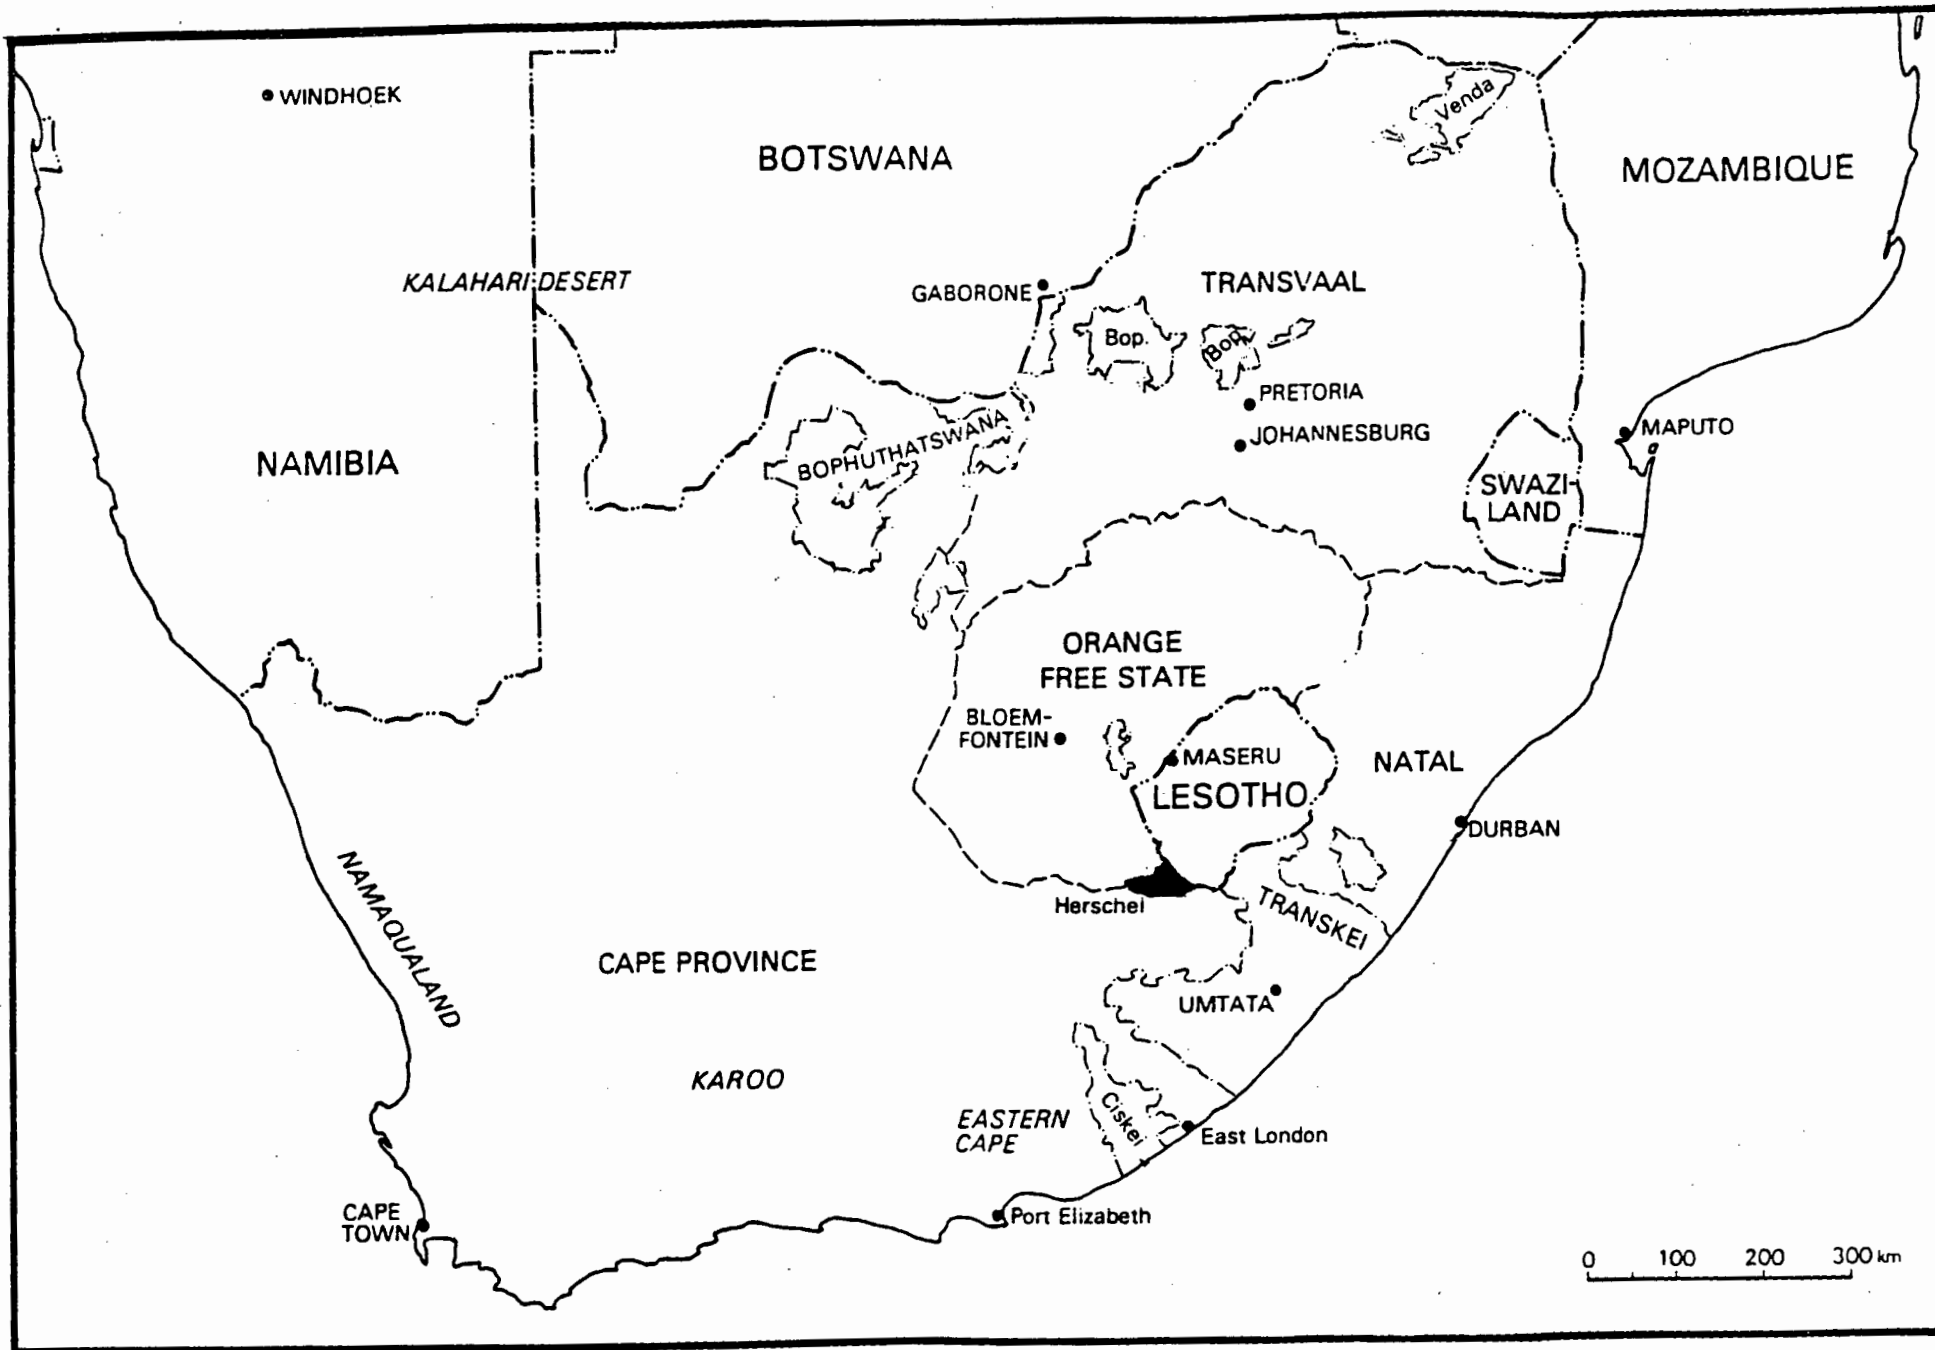 WINDHOEK
Venda
BOTSWANA
MOZAMBIQUE
KALAHARI DESERT
GABORONE
TRANSVAAL
Bop.
Bop.
PRETORIA
JOHANNESBURG
MAPUTO
BOPHUTHATSWANA
NAMIBIA
SWAZI-
LAND
ORANGE
FREE STATE
BLOEM-
FONTEIN
MASERU
LESOTHO
NATAL
DURBAN
Herschel
TRANSKEI
NAMAQUALAND
CAPE PROVINCE
UMTATA
KAROO
EASTERN
CAPE
Ciskei
East London
CAPE
TOWN
Port Elizabeth
0 100 200 300 km